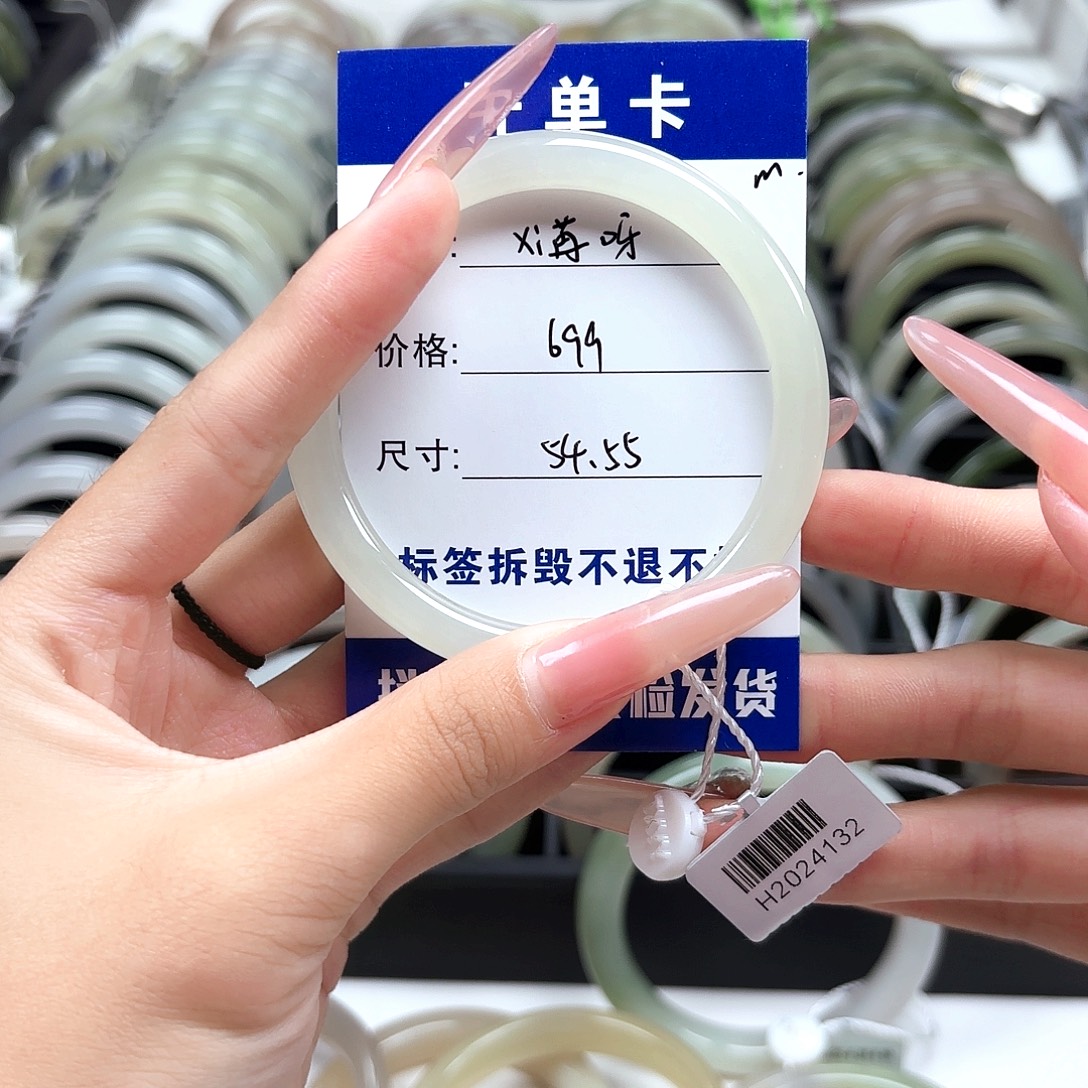 单卡
m.
Xi莓呀
价格: 699
尺寸: 54.55
标签拆毁不退不
检发货
H2024132